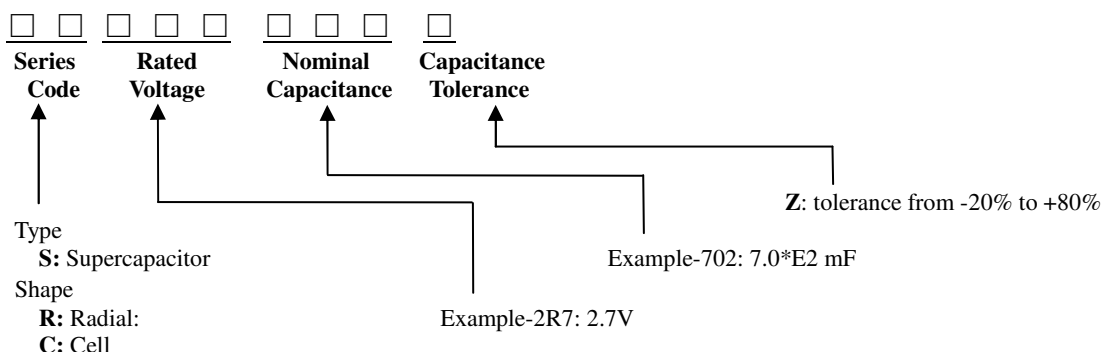 □ □ □ □ □ □ □ □ □
Series Rated Nominal Capacitance
Code Voltage Capacitance Tolerance
Z: tolerance from -20% to +80%
Type
S: Supercapacitor
Example-702: 7.0*E2 mF
Shape
R: Radial:
Example-2R7: 2.7V
C: Cell